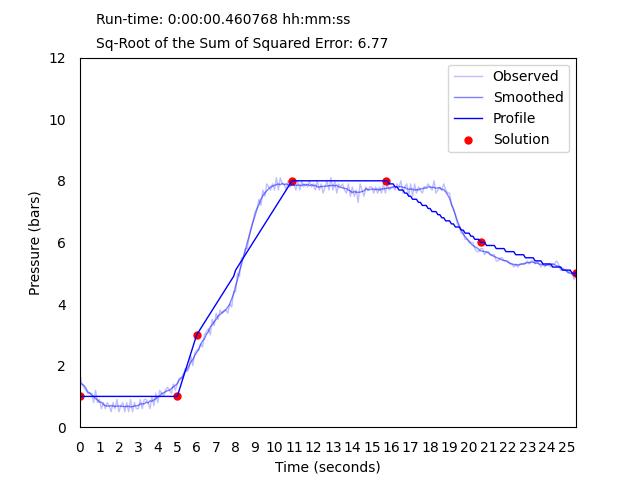 Run-time: 0:00:00.460768 hh:mm:ss
Sq-Root of the Sum of Squared Error: 6.77
12
10
8
6
4
2
0
Pressure (bars)
Observed
Smoothed
Profile
Solution
0 1 2 3 4 5 6 7 8 9 10 11 12 13 14 15 16 17 18 19 20 21 22 23 24 25
Time (seconds)